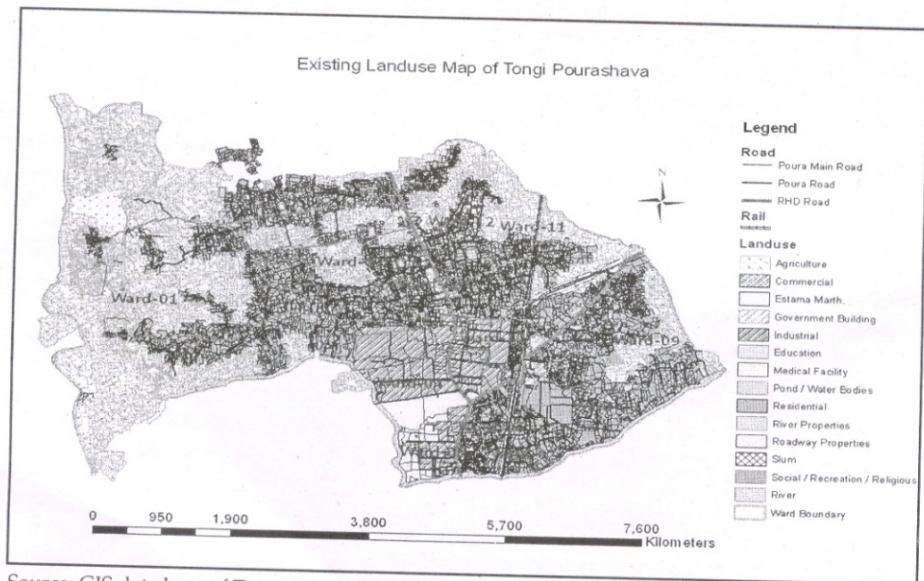 Existing Landuse Map of Tongi Pourashava
Legend
Road
Poura Main Road
Poura Road
RHD Road
Rail
Landuse
Agriculture
Commercial
Estama Marth.
Government Building
Industrial
Education
Medical Facility
Pond / Water Bodies
Residential
River Properties
Roadway Properties
Slum
Social / Recreation / Religious
River
Ward Boundary
N
Ward-11
Ward-01
Ward-09
0 950 1,900 3,800 5,700 7,600
Kilometers
Source: GIS database of